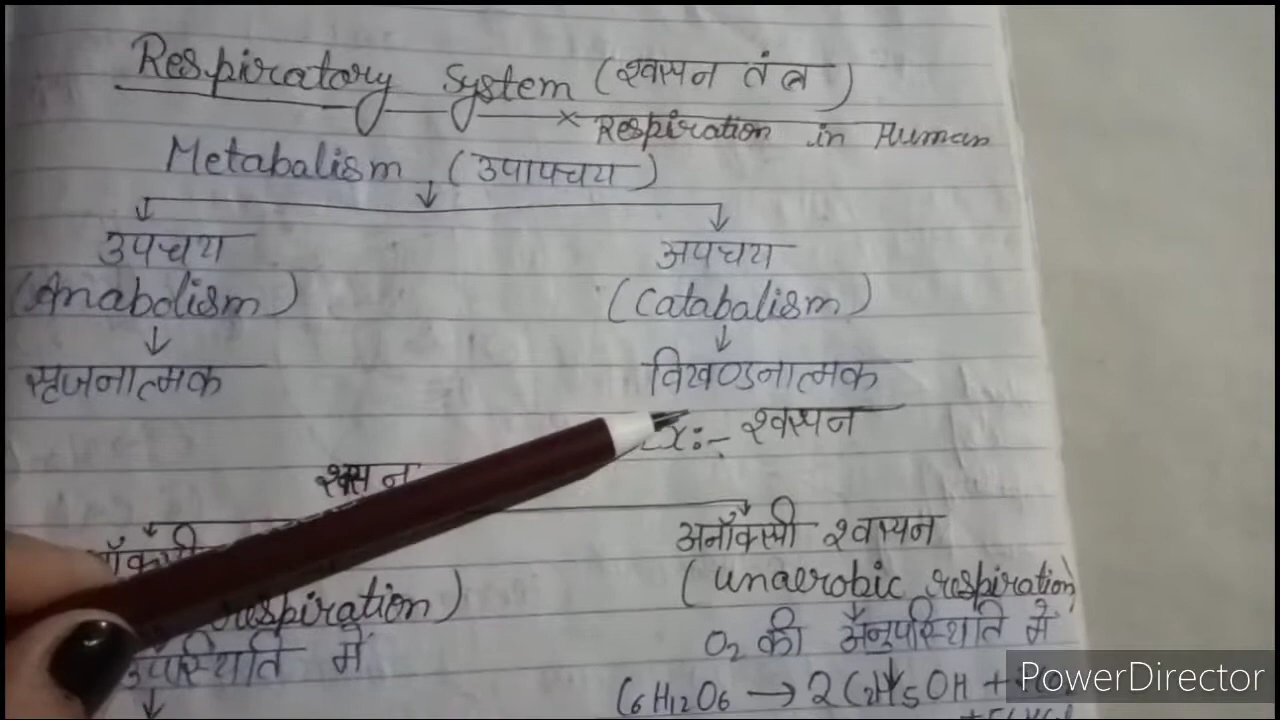 Respiratory System (श्वसन तंत्र)
× Respiration in Human
Metabalism (उपापचय)
उपचय अपचय
(Anabolism) (Catabalism)
सृजनात्मक विखण्डनात्मक
Ex:- श्वसन
श्वसन
ऑक्सी अनॉक्सी श्वसन
respiration) (unaerobic respiration)
उपस्थिति में O₂ की अनुपस्थिति में
C₆H₁₂O₆ → 2C₂H₅OH +
PowerDirector